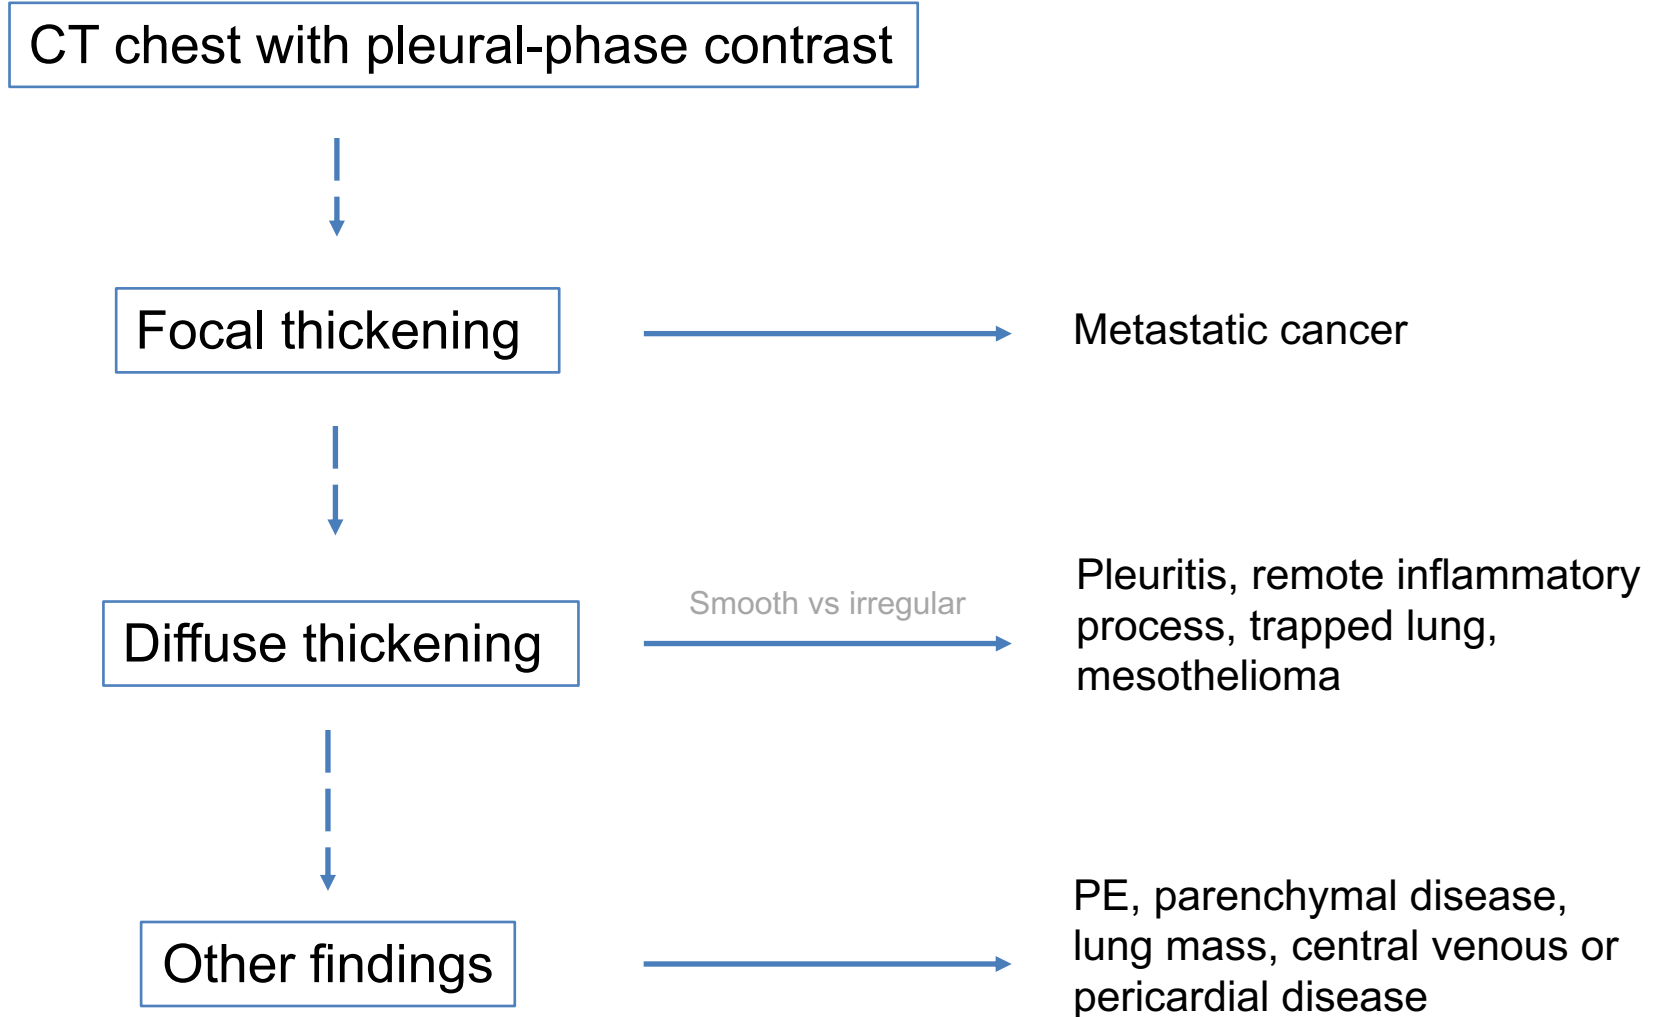 CT chest with pleural-phase contrast
Focal thickening
Metastatic cancer
Diffuse thickening
Smooth vs irregular
Pleuritis, remote inflammatory
process, trapped lung,
mesothelioma
Other findings
PE, parenchymal disease,
lung mass, central venous or
pericardial disease